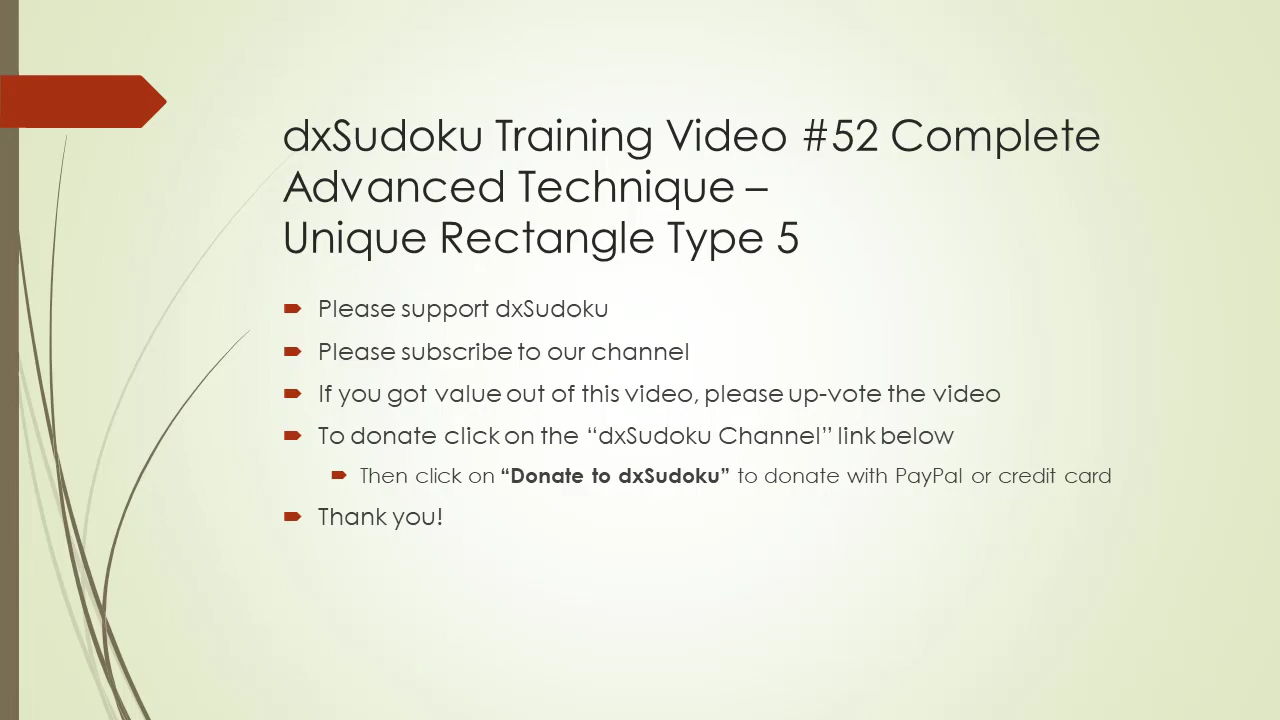 dxSudoku Training Video #52 Complete
Advanced Technique –
Unique Rectangle Type 5
Please support dxSudoku
Please subscribe to our channel
If you got value out of this video, please up-vote the video
To donate click on the “dxSudoku Channel” link below
Then click on “Donate to dxSudoku” to donate with PayPal or credit card
Thank you!